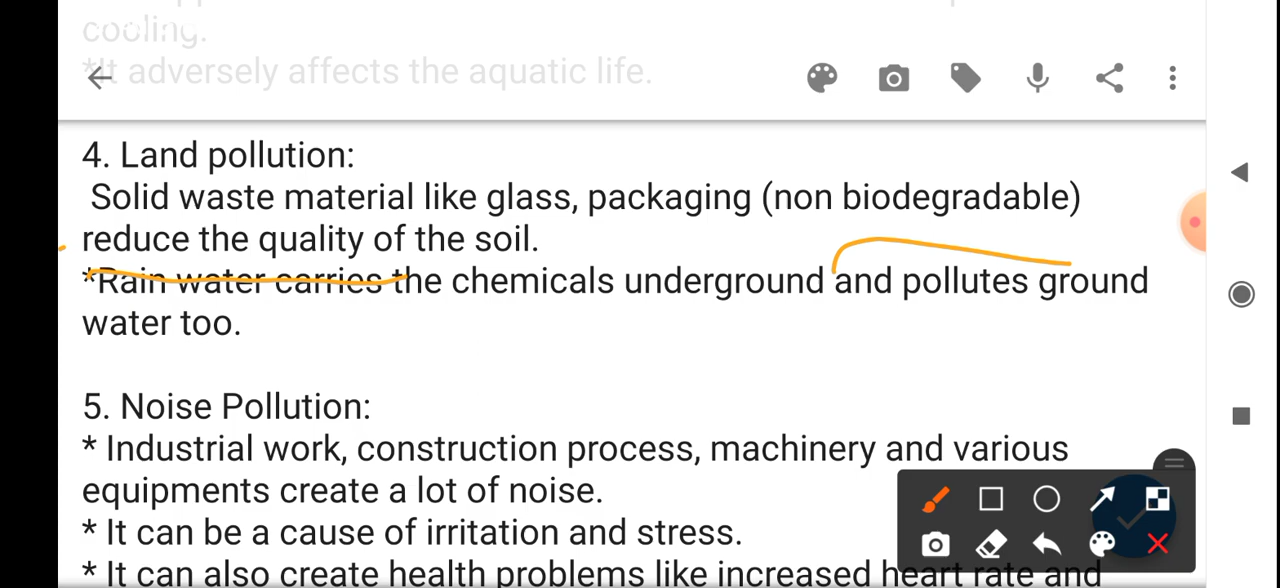 cooling.
*It adversely affects the aquatic life.
4. Land pollution:
Solid waste material like glass, packaging (non biodegradable)
reduce the quality of the soil.
*Rain water carries the chemicals underground and pollutes ground
water too.
5. Noise Pollution:
* Industrial work, construction process, machinery and various
equipments create a lot of noise.
* It can be a cause of irritation and stress.
* It can also create health problems like increased heart rate and